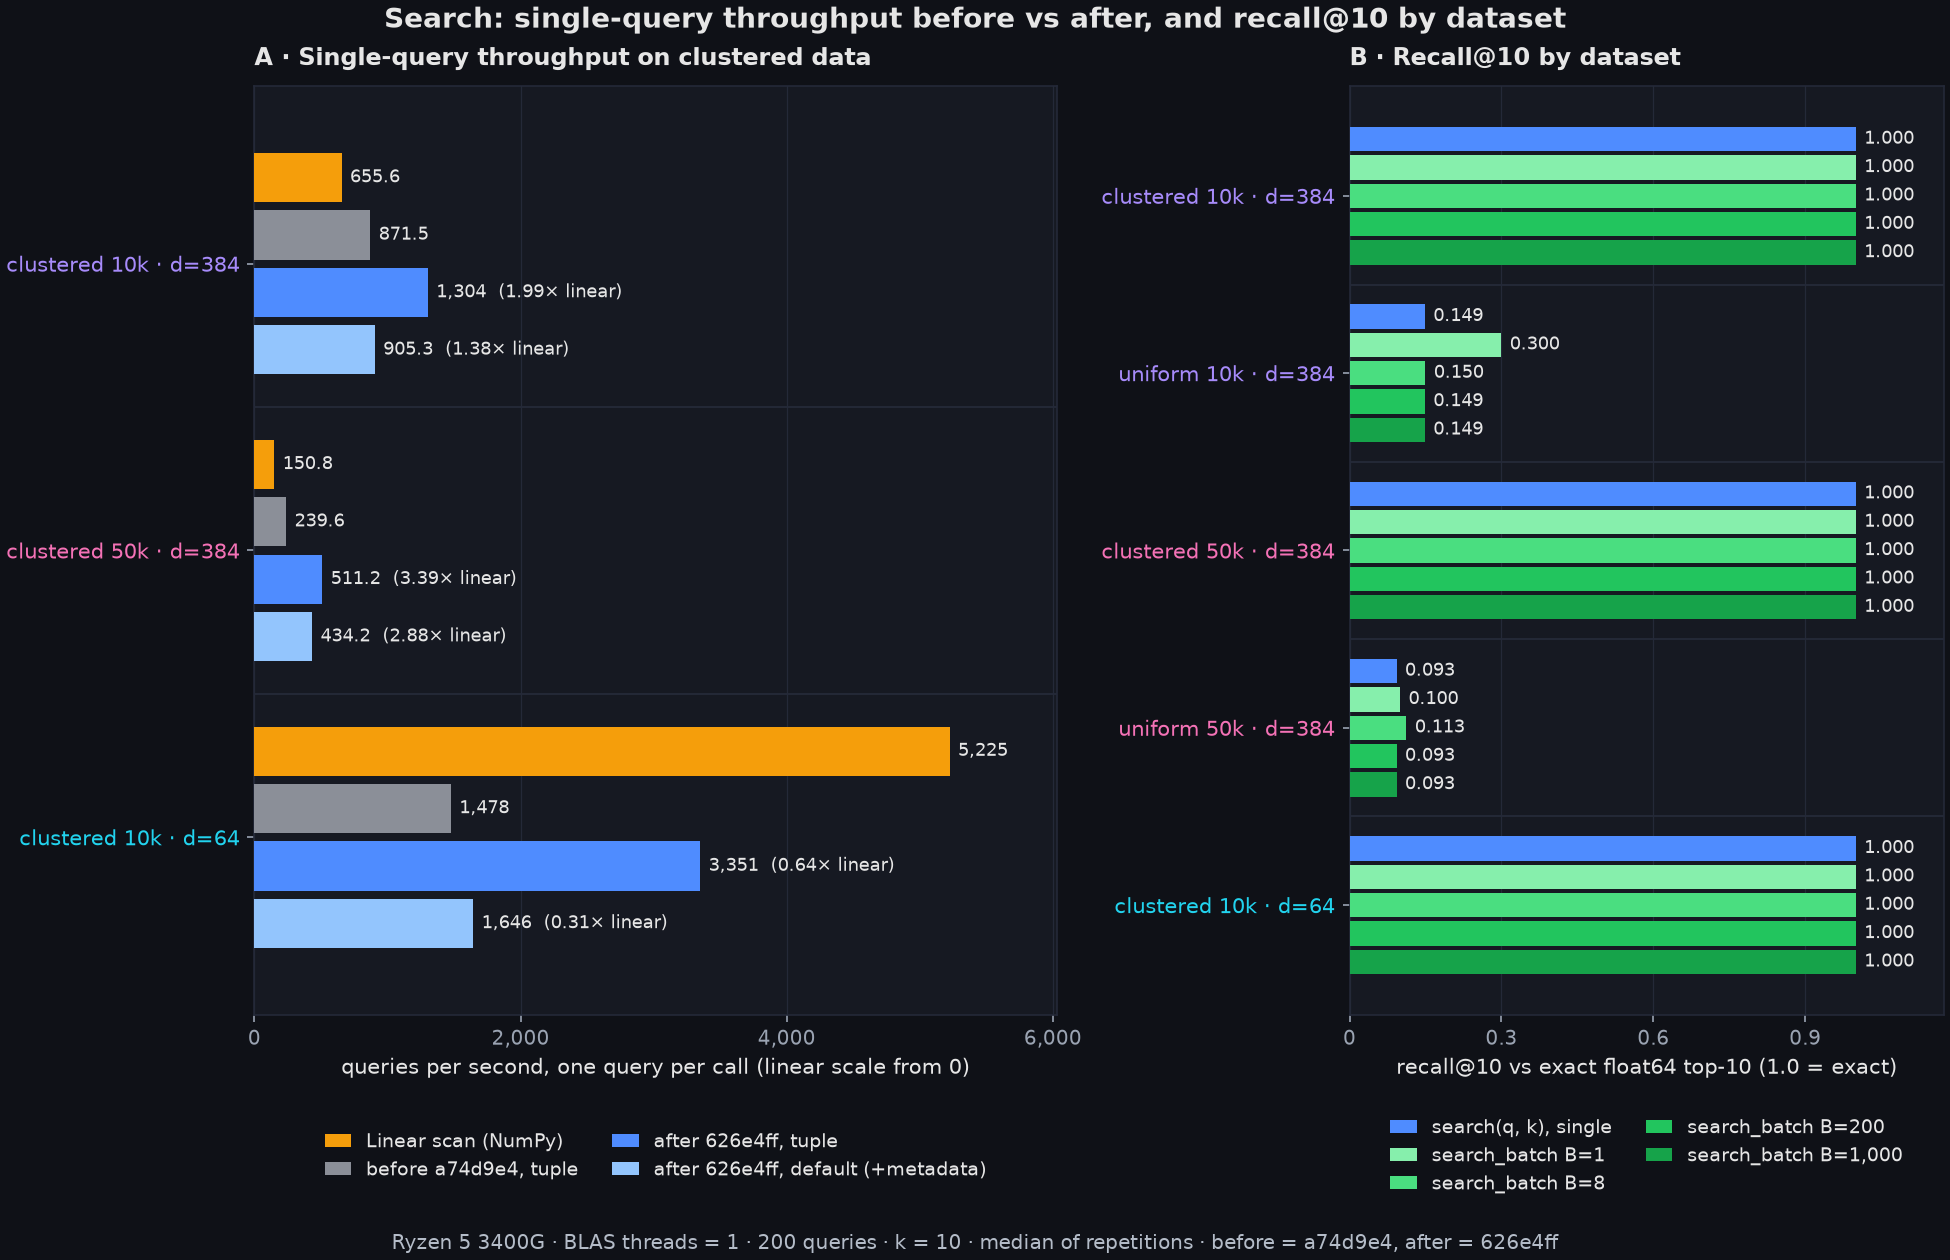 Search: single-query throughput before vs after, and recall@10 by dataset
A · Single-query throughput on clustered data
clustered 10k · d=384
655.6
871.5
1,304 (1.99× linear)
905.3 (1.38× linear)
clustered 50k · d=384
150.8
239.6
511.2 (3.39× linear)
434.2 (2.88× linear)
clustered 10k · d=64
5,225
1,478
3,351 (0.64× linear)
1,646 (0.31× linear)
0 2,000 4,000 6,000
queries per second, one query per call (linear scale from 0)
Linear scan (NumPy)
before a74d9e4, tuple
after 626e4ff, tuple
after 626e4ff, default (+metadata)
B · Recall@10 by dataset
clustered 10k · d=384
1.000
1.000
1.000
1.000
1.000
uniform 10k · d=384
0.149
0.300
0.150
0.149
0.149
clustered 50k · d=384
1.000
1.000
1.000
1.000
1.000
uniform 50k · d=384
0.093
0.100
0.113
0.093
0.093
clustered 10k · d=64
1.000
1.000
1.000
1.000
1.000
0 0.3 0.6 0.9
recall@10 vs exact float64 top-10 (1.0 = exact)
search(q, k), single
search_batch B=1
search_batch B=8
search_batch B=200
search_batch B=1,000
Ryzen 5 3400G · BLAS threads = 1 · 200 queries · k = 10 · median of repetitions · before = a74d9e4, after = 626e4ff